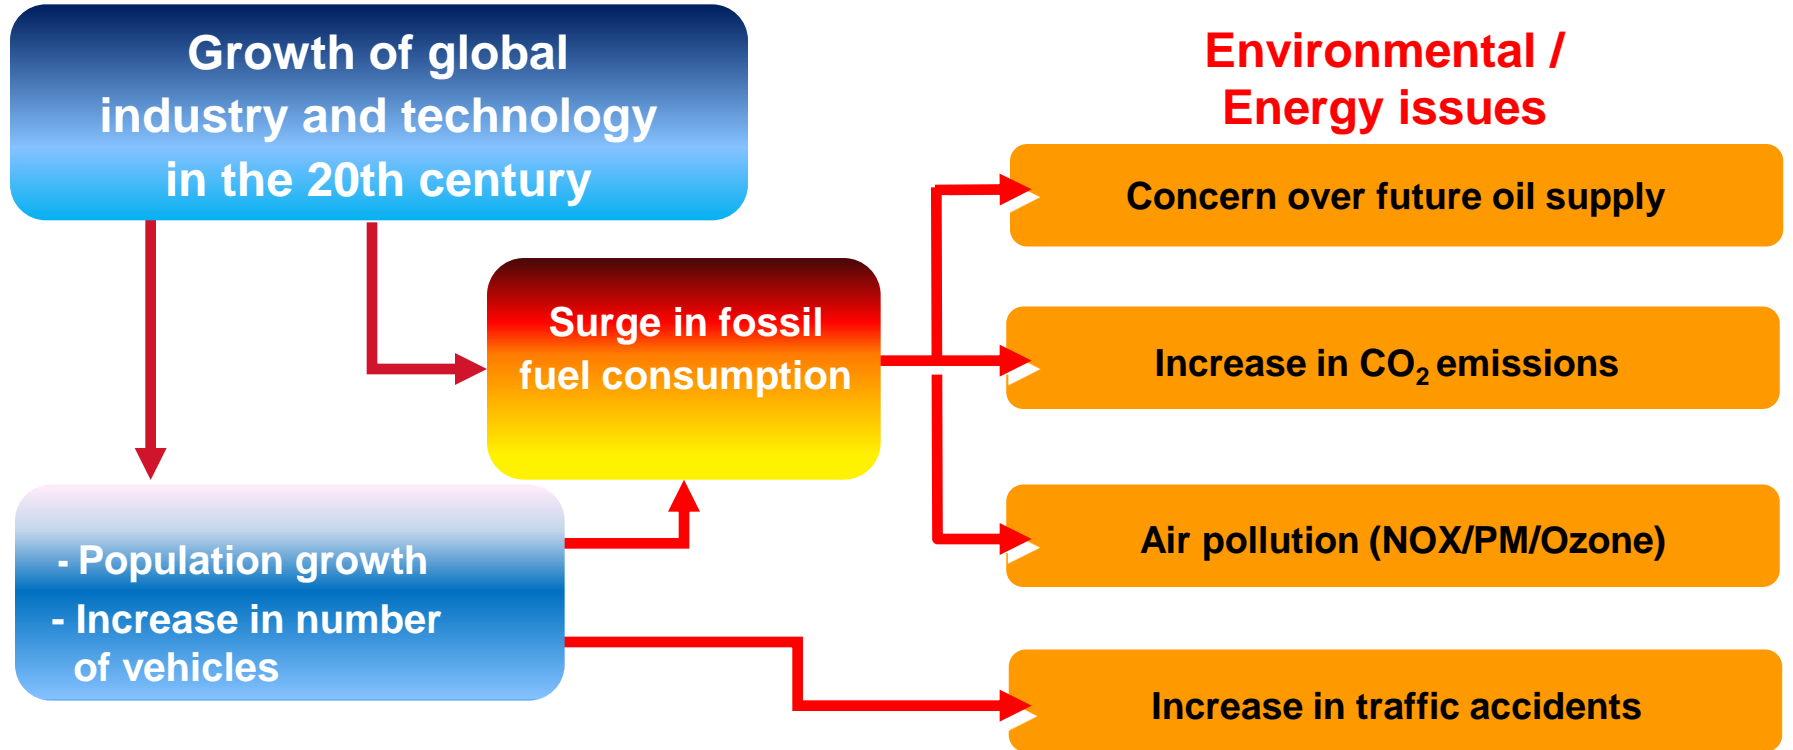 Growth of global
industry and technology
in the 20th century
Environmental /
Energy issues
Concern over future oil supply
Surge in fossil
fuel consumption
Increase in CO₂ emissions
Air pollution (NOX/PM/Ozone)
- Population growth
- Increase in number
of vehicles
Increase in traffic accidents